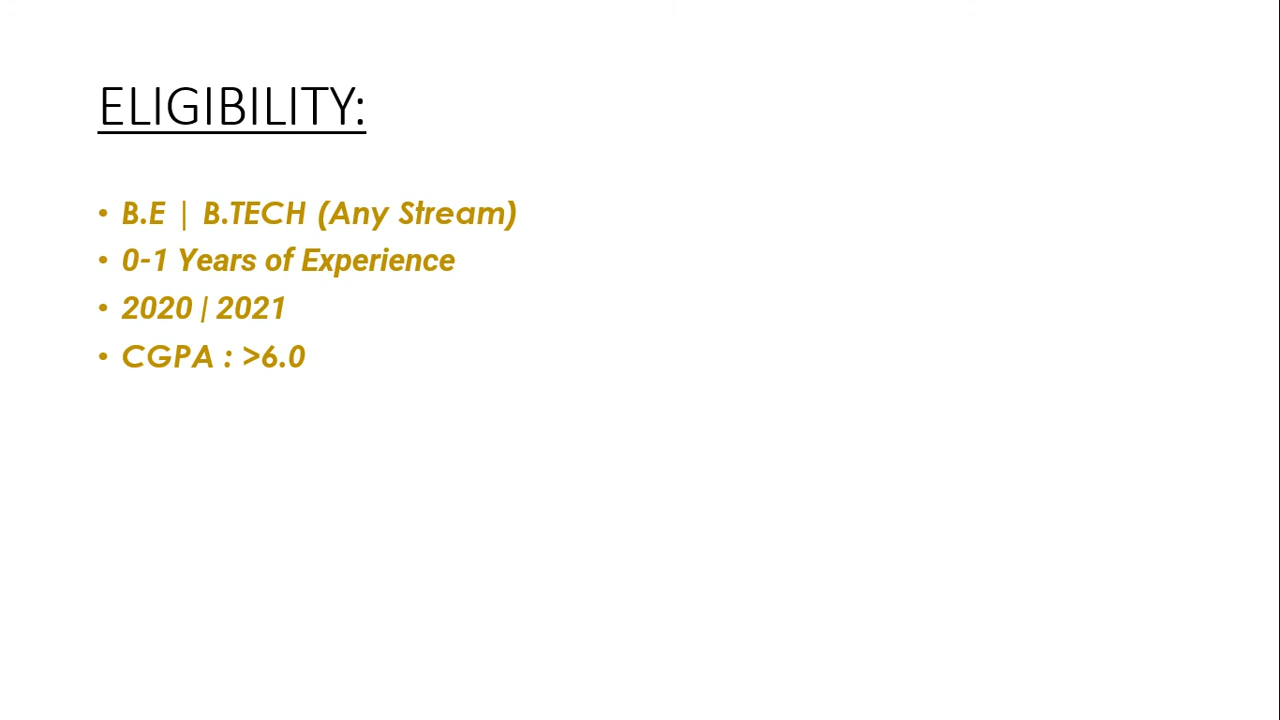 ELIGIBILITY:
• B.E | B.TECH (Any Stream)
• 0-1 Years of Experience
• 2020 | 2021
• CGPA : >6.0